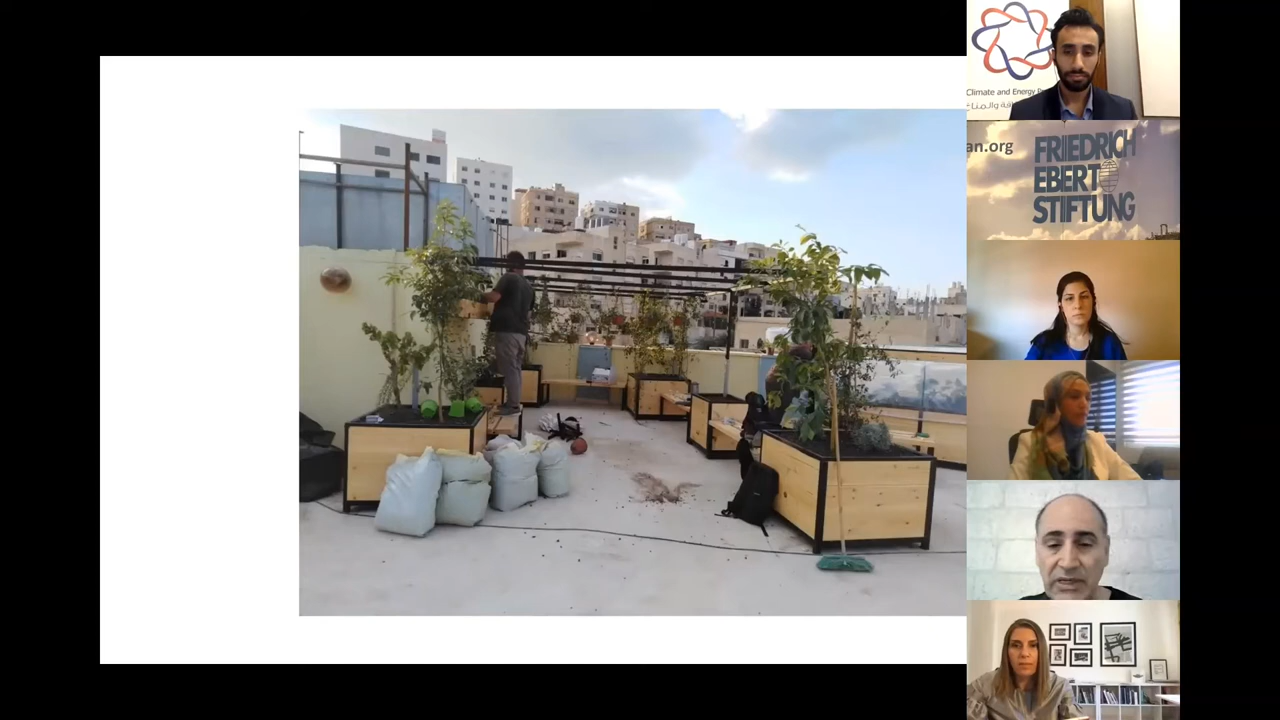 Climate and Energy
an.org
FRIEDRICH
EBERT
STIFTUNG